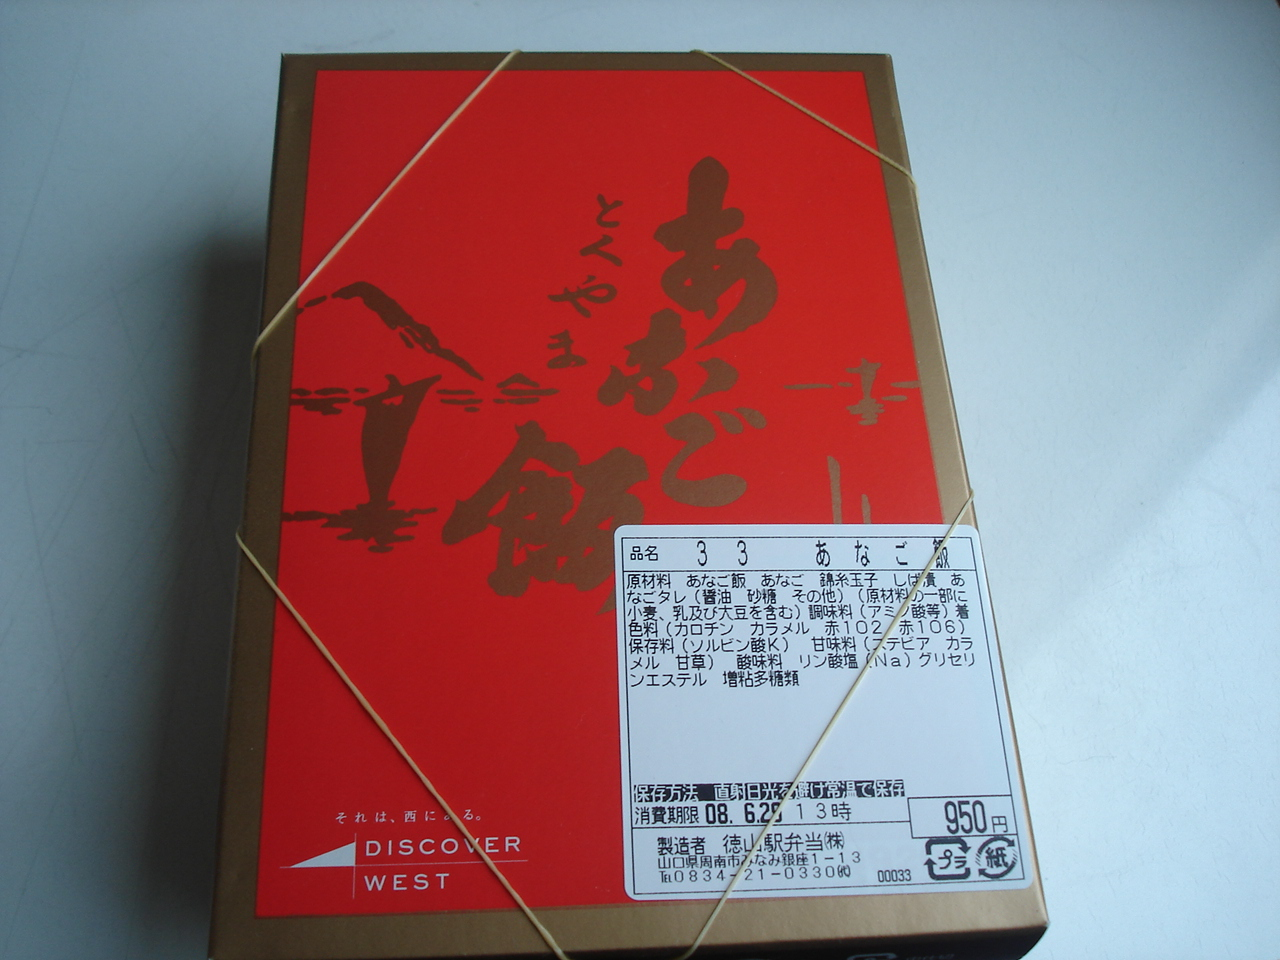 とくやま
あなご
飯
品名 33 あなご飯
原材料 あなご飯 あなご 錦糸玉子 しば漬 あ
なごタレ(醤油 砂糖 その他)(原材料の一部に
小麦、乳及び大豆を含む)調味料(アミノ酸等)着
色料(カロチン カラメル 赤102 赤106)
保存料(ソルビン酸K) 甘味料(ステビア カラ
メル 甘草) 酸味料 リン酸塩(Na)グリセリ
ンエステル 増粘多糖類
保存方法 直射日光を避け常温で保存
消費期限 08. 6.29 13時
950円
製造者 徳山駅弁当㈱
山口県周南市みなみ銀座1-13
℡0834-21-0330㈹
00033
プラ
紙
それは、西にある。
DISCOVER
WEST